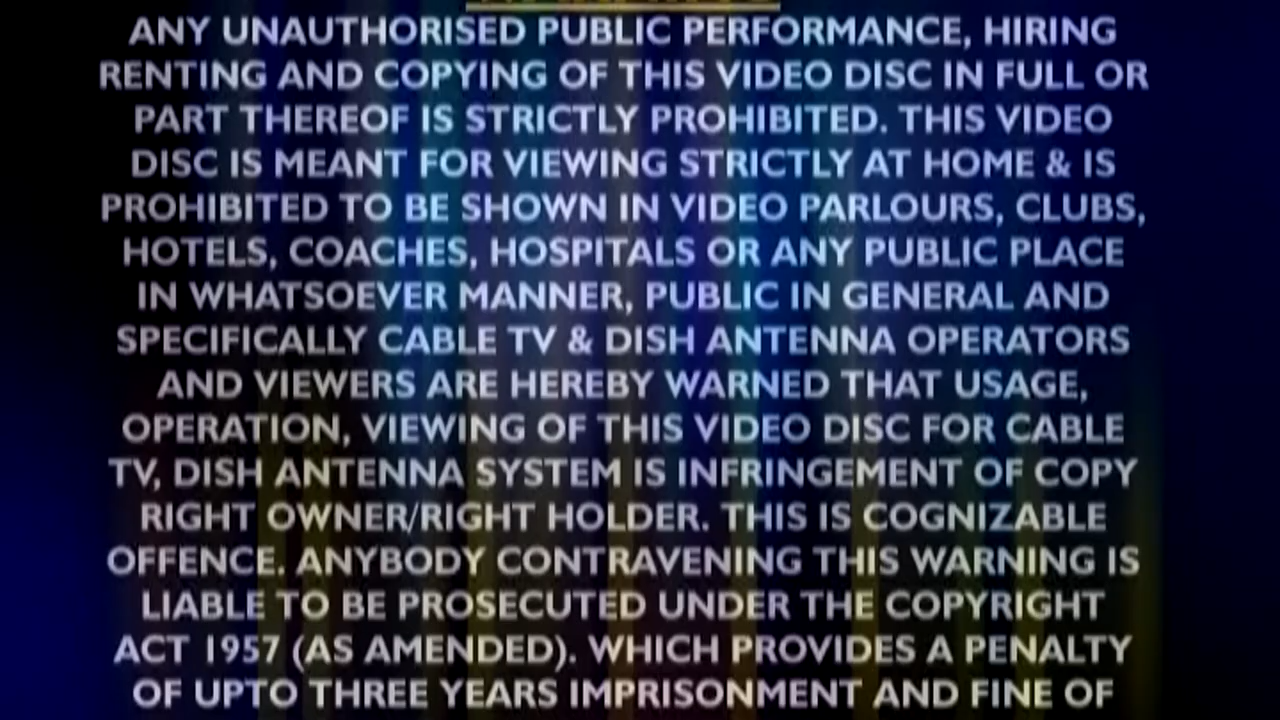 ANY UNAUTHORISED PUBLIC PERFORMANCE, HIRING
RENTING AND COPYING OF THIS VIDEO DISC IN FULL OR
PART THEREOF IS STRICTLY PROHIBITED. THIS VIDEO
DISC IS MEANT FOR VIEWING STRICTLY AT HOME & IS
PROHIBITED TO BE SHOWN IN VIDEO PARLOURS, CLUBS,
HOTELS, COACHES, HOSPITALS OR ANY PUBLIC PLACE
IN WHATSOEVER MANNER, PUBLIC IN GENERAL AND
SPECIFICALLY CABLE TV & DISH ANTENNA OPERATORS
AND VIEWERS ARE HEREBY WARNED THAT USAGE,
OPERATION, VIEWING OF THIS VIDEO DISC FOR CABLE
TV, DISH ANTENNA SYSTEM IS INFRINGEMENT OF COPY
RIGHT OWNER/RIGHT HOLDER. THIS IS COGNIZABLE
OFFENCE. ANYBODY CONTRAVENING THIS WARNING IS
LIABLE TO BE PROSECUTED UNDER THE COPYRIGHT
ACT 1957 (AS AMENDED). WHICH PROVIDES A PENALTY
OF UPTO THREE YEARS IMPRISONMENT AND FINE OF